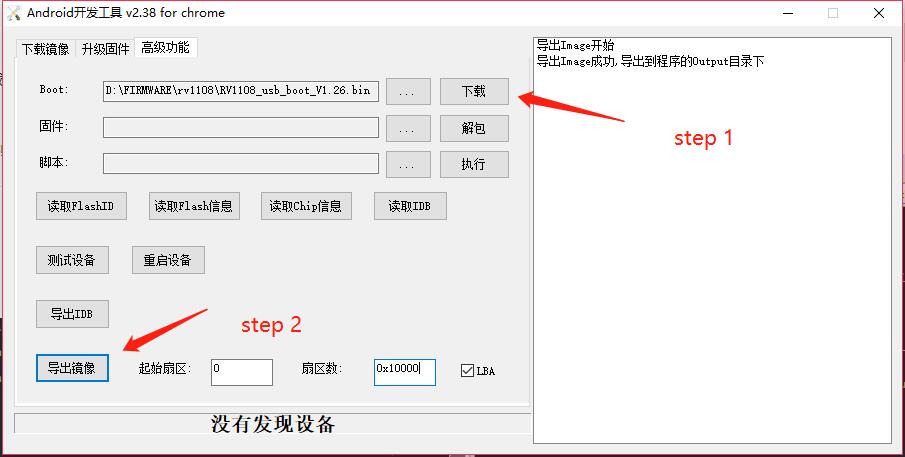 Android开发工具 v2.38 for chrome
下载镜像 升级固件 高级功能
Boot: D:\FIRMWARE\rv1108\RV1108_usb_boot_V1.26.bin ... 下载
固件: ... 解包
脚本: ... 执行
读取FlashID 读取Flash信息 读取Chip信息 读取IDB
测试设备 重启设备
导出IDB
导出镜像 起始扇区: 0 扇区数: 0x10000 LBA
没有发现设备
导出Image开始
导出Image成功,导出到程序的Output目录下
step 1
step 2